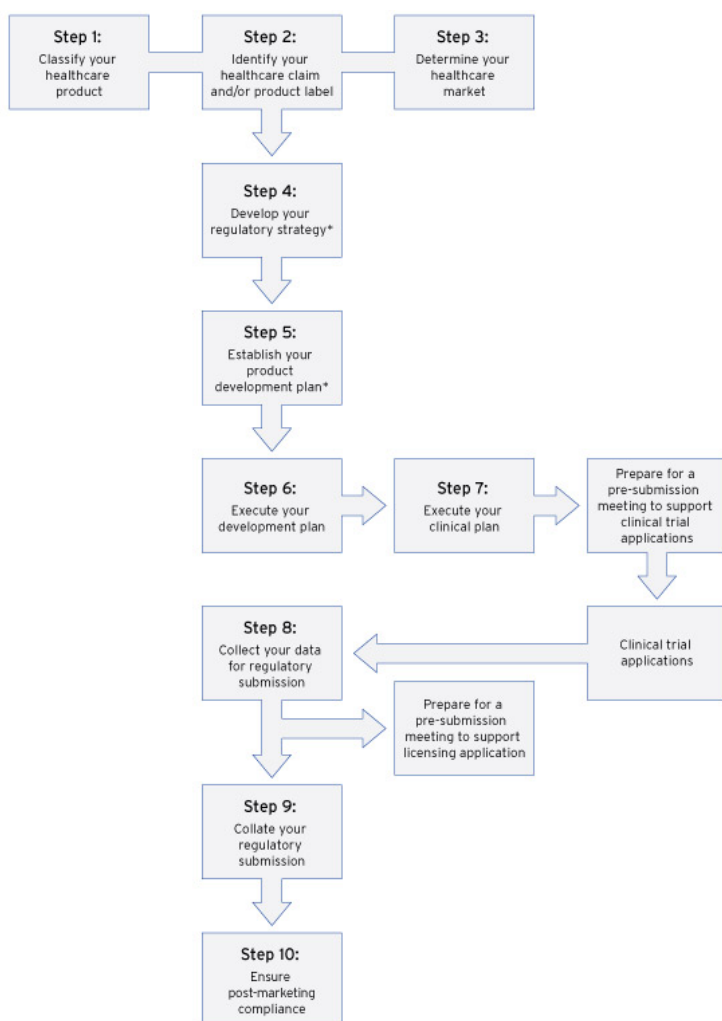 Step 1:
Classify your
healthcare
product
Step 2:
Identify your
healthcare claim
and/or product label
Step 3:
Determine your
healthcare
market
Step 4:
Develop your
regulatory strategy*
Step 5:
Establish your
product
development plan*
Step 6:
Execute your
development plan
Step 7:
Execute your
clinical plan
Prepare for a
pre-submission
meeting to support
clinical trial
applications
Clinical trial
applications
Step 8:
Collect your data
for regulatory
submission
Prepare for a
pre-submission
meeting to support
licensing application
Step 9:
Collate your
regulatory
submission
Step 10:
Ensure
post-marketing
compliance